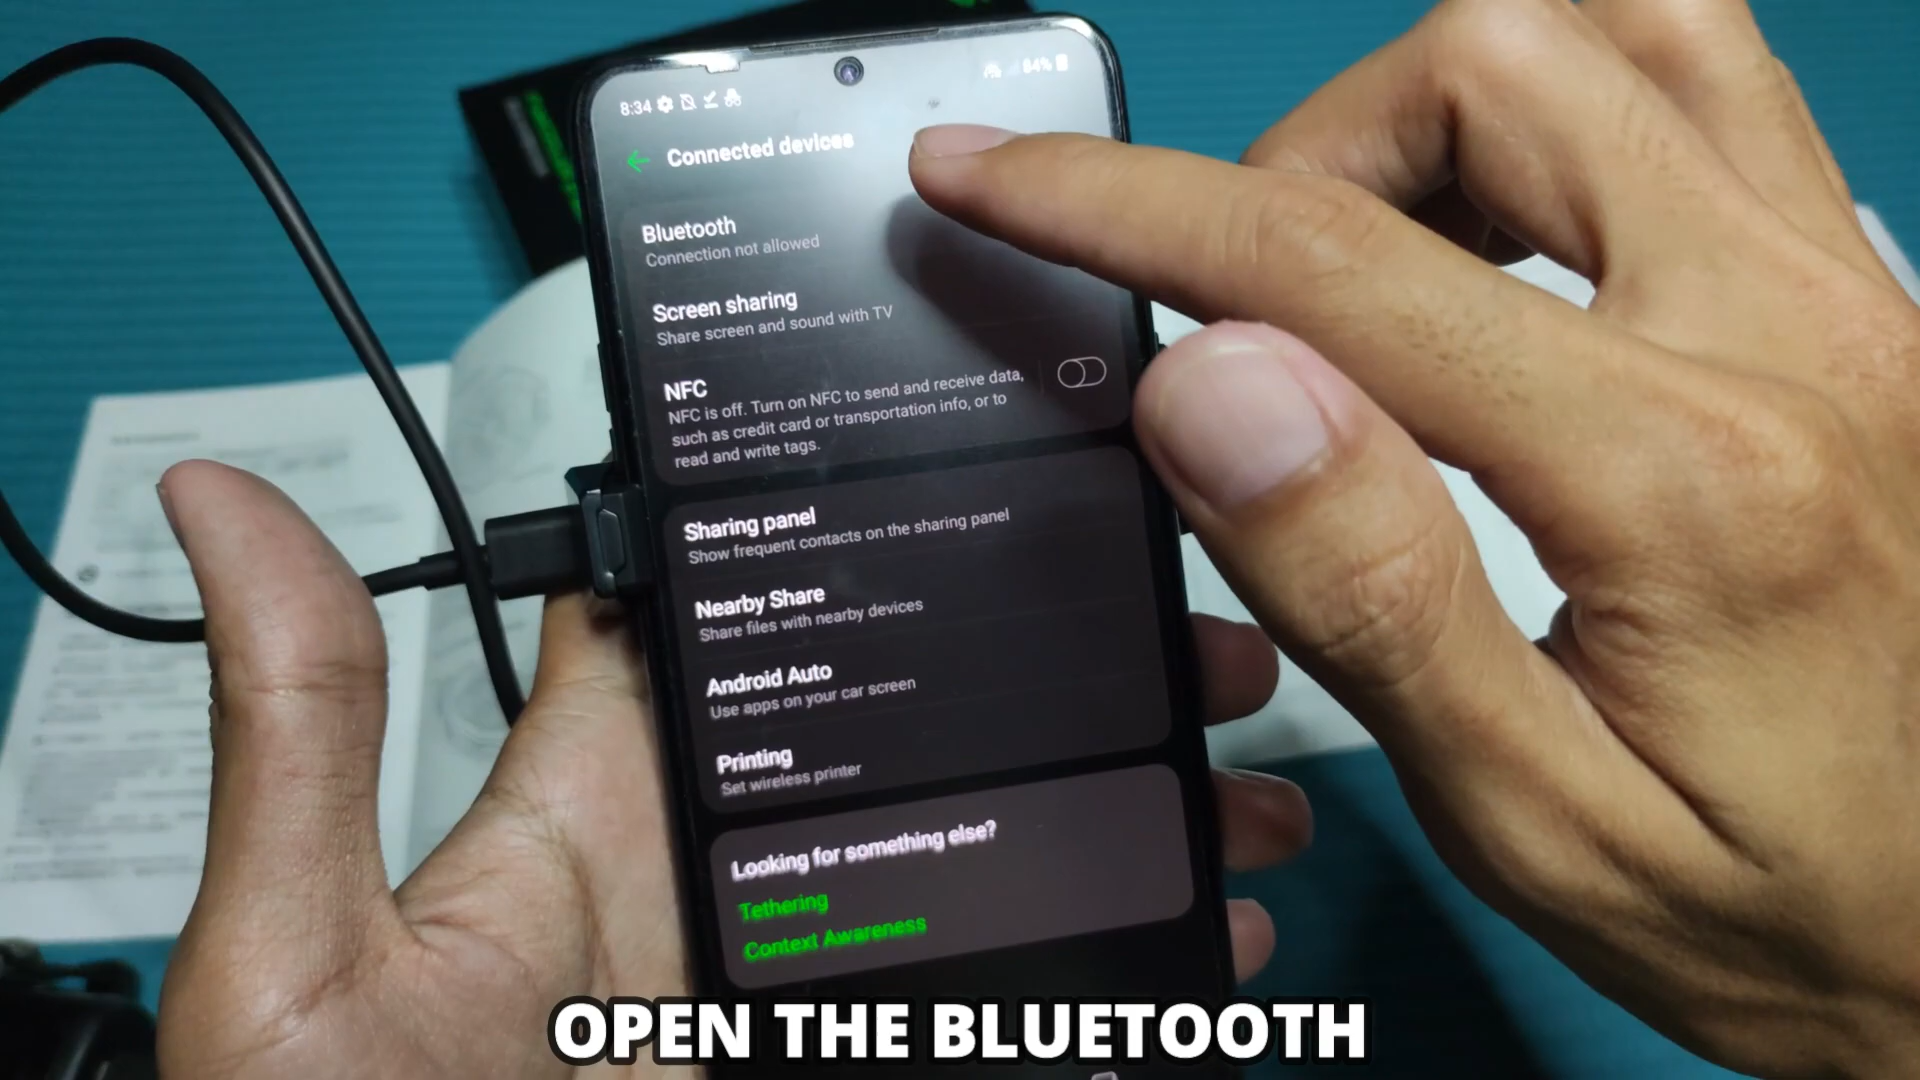 8:34
84%
Connected devices
Bluetooth
Connection not allowed
Screen sharing
Share screen and sound with TV
NFC
NFC is off. Turn on NFC to send and receive data,
such as credit card or transportation info, or to
read and write tags.
Sharing panel
Show frequent contacts on the sharing panel
Nearby Share
Share files with nearby devices
Android Auto
Use apps on your car screen
Printing
Set wireless printer
Looking for something else?
Tethering
Context Awareness
OPEN THE BLUETOOTH